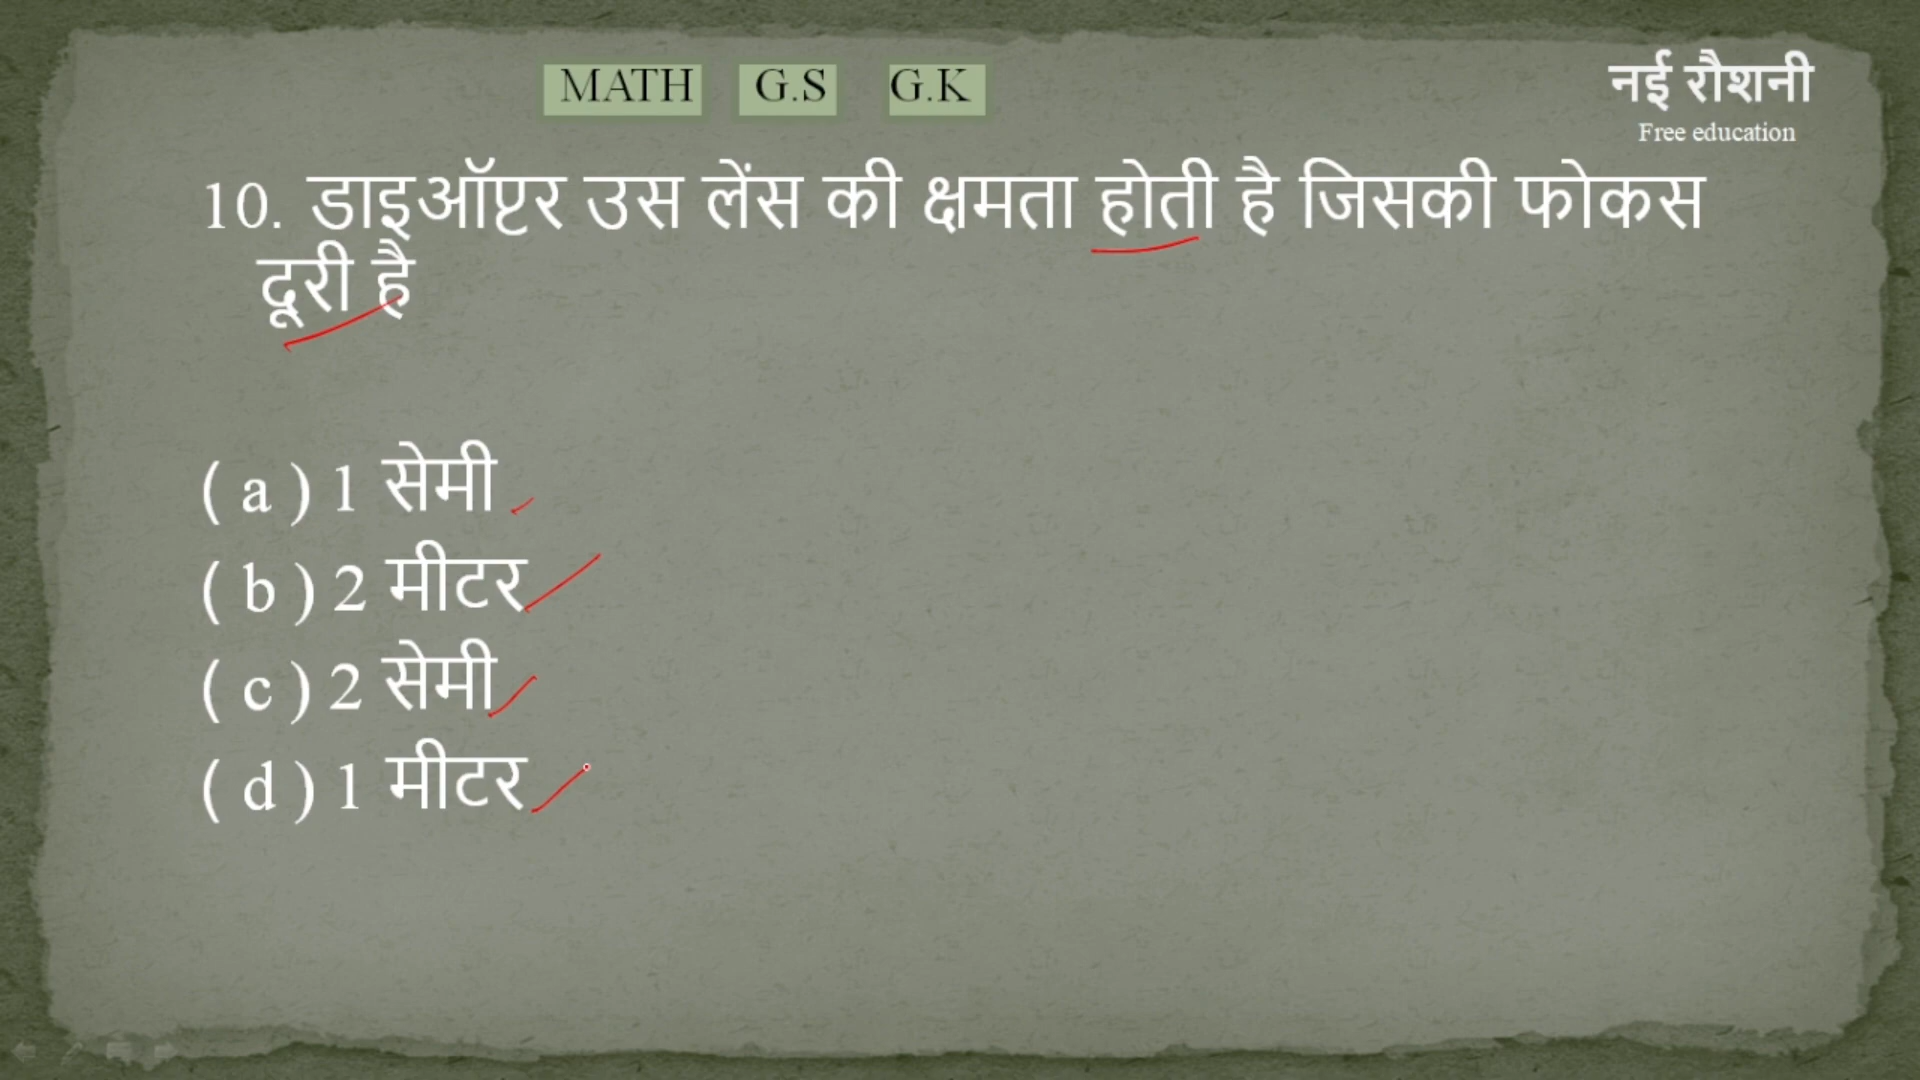 MATH G.S G.K
नई रौशनी
Free education
10. डाइऑप्टर उस लेंस की क्षमता होती है जिसकी फोकस
दूरी है
( a ) 1 सेमी
( b ) 2 मीटर
( c ) 2 सेमी
( d ) 1 मीटर